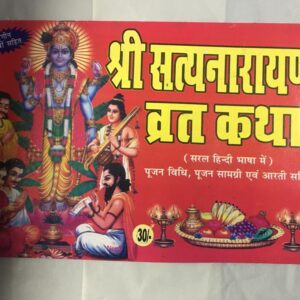 श्री सत्यनारायण
व्रत कथा
( सरल हिन्दी भाषा में )
पूजन विधि, पूजन सामग्री एवं आरती
30/-